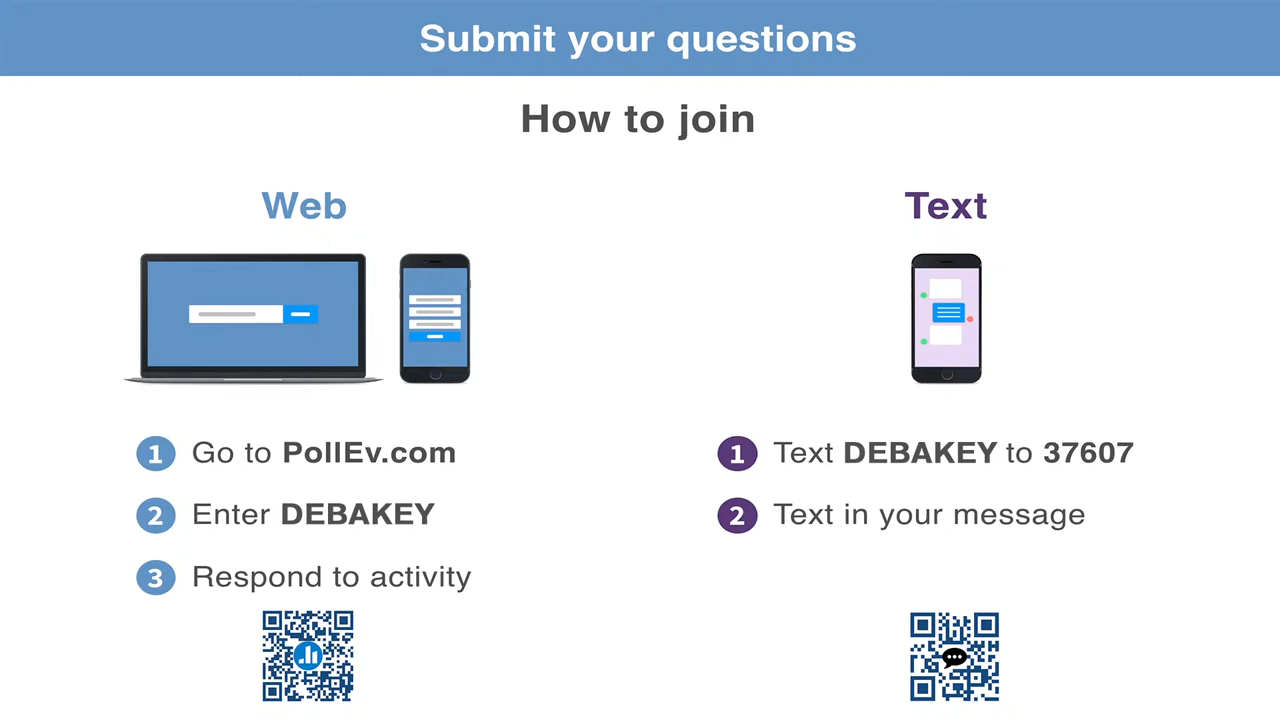 Submit your questions
How to join
Web
1 Go to PollEv.com
2 Enter DEBAKEY
3 Respond to activity
Text
1 Text DEBAKEY to 37607
2 Text in your message